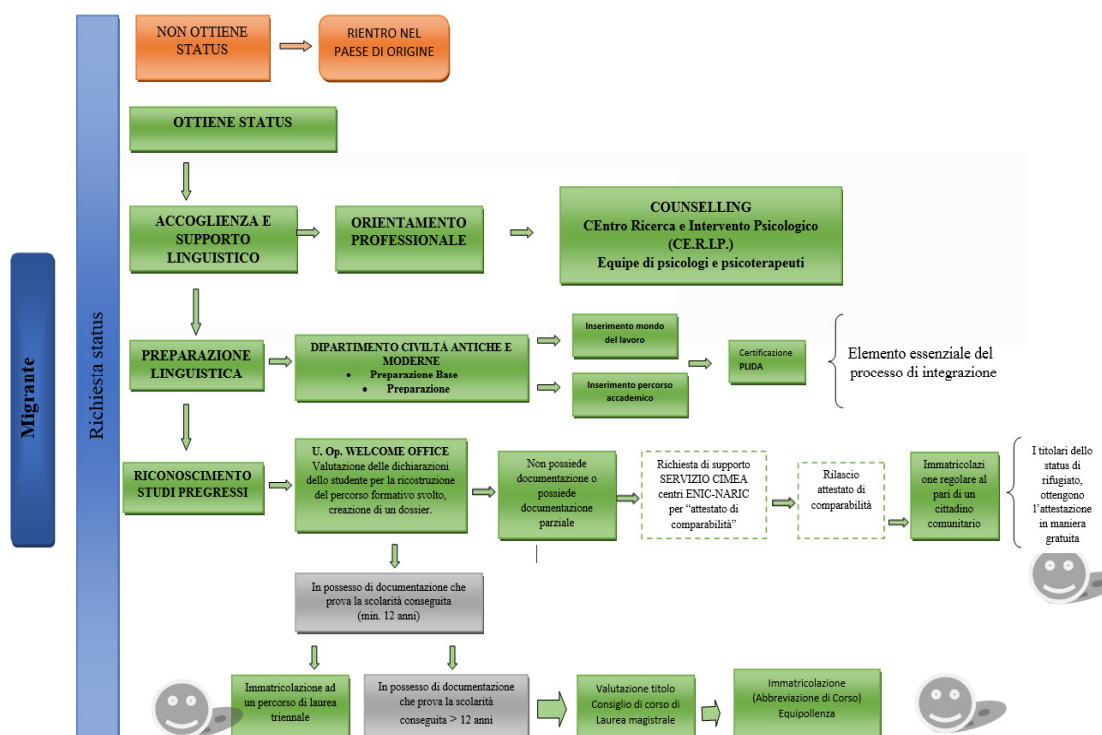 Migrante
Richiesta status
NON OTTIENE
STATUS
RIENTRO NEL
PAESE DI ORIGINE
OTTIENE STATUS
ACCOGLIENZA E
SUPPORTO
LINGUISTICO
ORIENTAMENTO
PROFESSIONALE
COUNSELLING
CEntro Ricerca e Intervento Psicologico
(CE.R.I.P.)
Equipe di psicologi e psicoterapeuti
PREPARAZIONE
LINGUISTICA
DIPARTIMENTO CIVILTÀ ANTICHE E
MODERNE
• Preparazione Base
• Preparazione
Inserimento mondo
del lavoro
Inserimento percorso
accademico
Certificazione
PLIDA
Elemento essenziale del
processo di integrazione
RICONOSCIMENTO
STUDI PREGRESSI
U. Op. WELCOME OFFICE
Valutazione delle dichiarazioni
dello studente per la ricostruzione
del percorso formativo svolto,
creazione di un dossier.
Non possiede
documentazione o
possiede
documentazione
parziale
Richiesta di supporto
SERVIZIO CIMEA
centri ENIC-NARIC
per “attestato di
comparabilità”
Rilascio
attestato di
comparabilità
Immatricolazi
one regolare al
pari di un
cittadino
comunitario
I titolari dello
status di
rifugiato,
ottengono
l’attestazione
in maniera
gratuita
In possesso di documentazione che
prova la scolarità conseguita
(min. 12 anni)
Immatricolazione ad
un percorso di laurea
triennale
In possesso di documentazione
che prova la scolarità
conseguita > 12 anni
Valutazione titolo
Consiglio di corso di
Laurea magistrale
Immatricolazione
(Abbreviazione di Corso)
Equipollenza